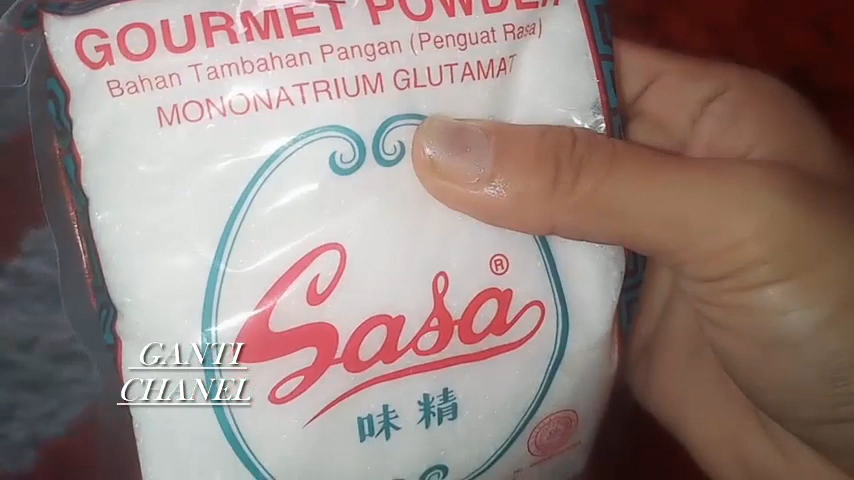 GOURMET POWDER
Bahan Tambahan Pangan (Penguat Rasa)
MONONATRIUM GLUTAMAT
Sasa®
味精
GANTI
CHANEL